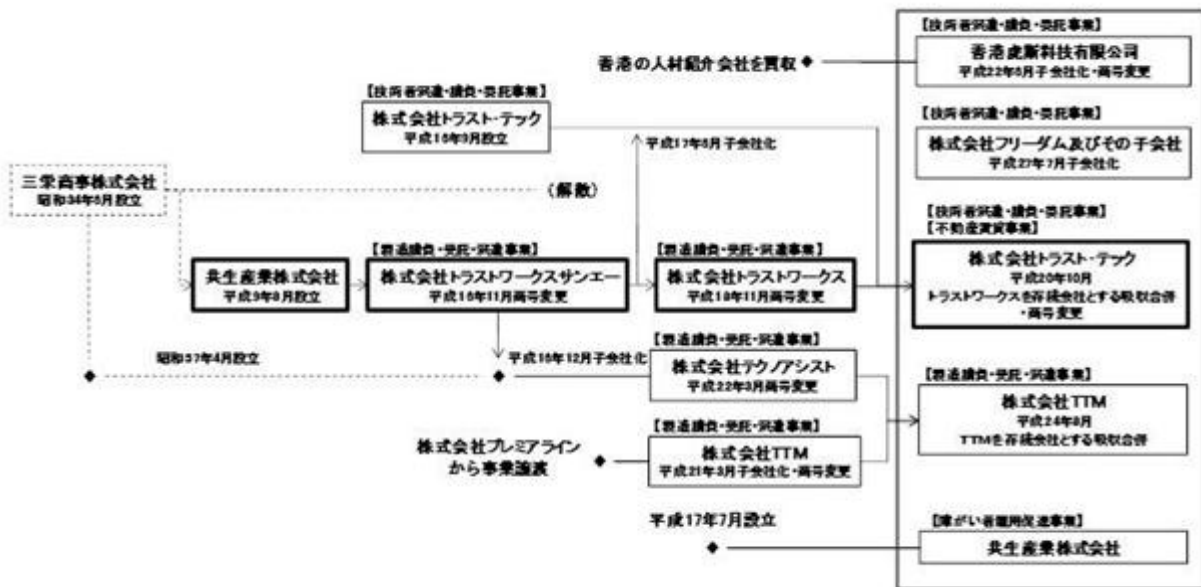 【技術者派遣・請負・委託事業】
香港の人材紹介会社を買収
香港虔斯科技有限公司
平成22年6月子会社化・商号変更
【技術者派遣・請負・委託事業】
株式会社トラスト・テック
平成16年9月設立
平成17年8月子会社化
【技術者派遣・請負・委託事業】
株式会社フリーダム及びその子会社
平成27年7月子会社化
三栄商事株式会社
昭和34年6月設立
(解散)
【技術者派遣・請負・委託事業】
【不動産賃貸事業】
株式会社トラスト・テック
平成20年10月
トラストワークスを存続会社とする吸収合併
・商号変更
共生産業株式会社
平成9年8月設立
【製造請負・受託・派遣事業】
株式会社トラストワークスサンエー
平成16年11月商号変更
【製造請負・受託・派遣事業】
株式会社トラストワークス
平成18年11月商号変更
昭和57年4月設立
平成16年12月子会社化
【製造請負・受託・派遣事業】
株式会社テクノアシスト
平成22年3月商号変更
【製造請負・受託・派遣事業】
株式会社TTM
平成24年8月
TTMを存続会社とする吸収合併
株式会社プレミアライン
から事業譲渡
【製造請負・受託・派遣事業】
株式会社TTM
平成21年3月子会社化・商号変更
平成17年7月設立
【障がい者雇用促進事業】
共生産業株式会社